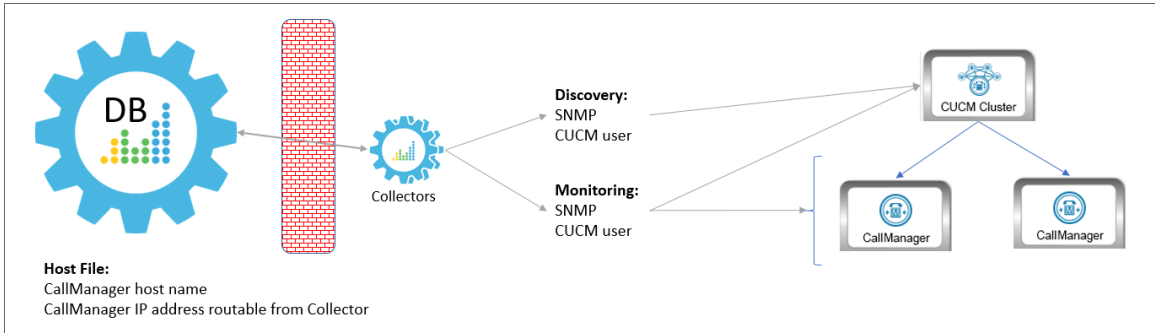 DB
Collectors
Discovery:
SNMP
CUCM user
Monitoring:
SNMP
CUCM user
CUCM Cluster
M
CallManager
M
CallManager
Host File:
CallManager host name
CallManager IP address routable from Collector